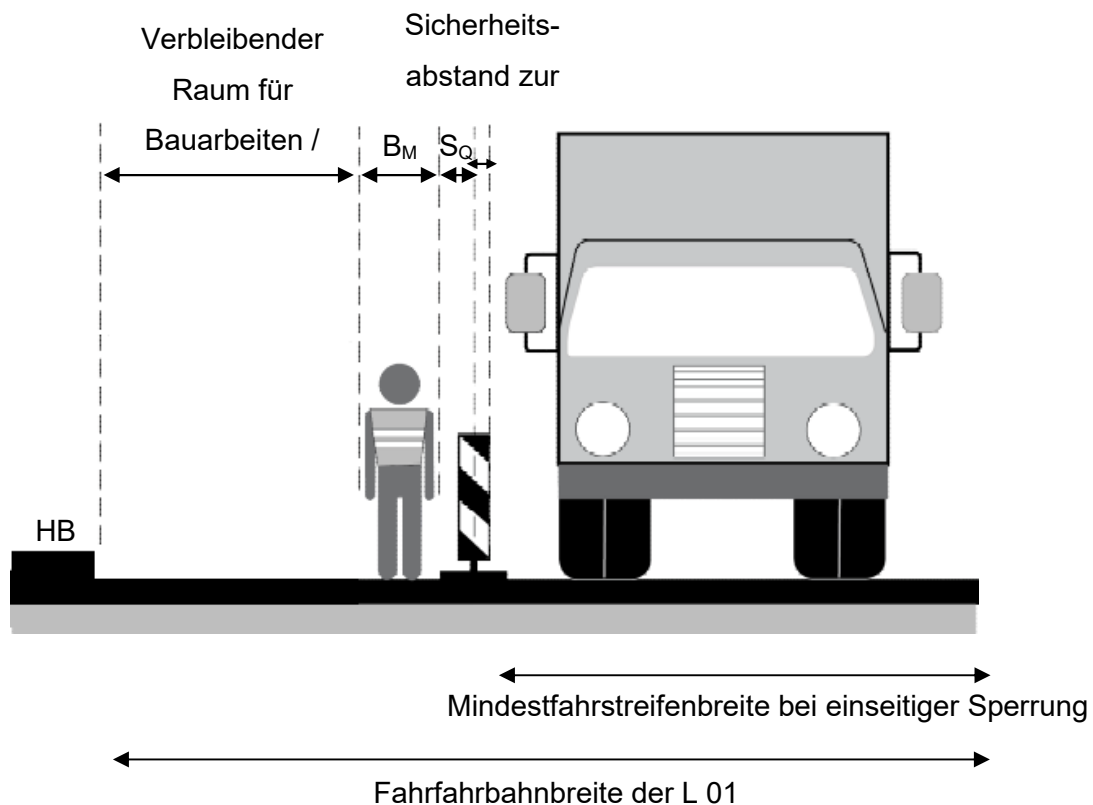 Verbleibender
Raum für
Bauarbeiten /
Sicherheits-
abstand zur
BM
SQ
HB
Mindestfahrstreifenbreite bei einseitiger Sperrung
Fahrfahrbahnbreite der L 01